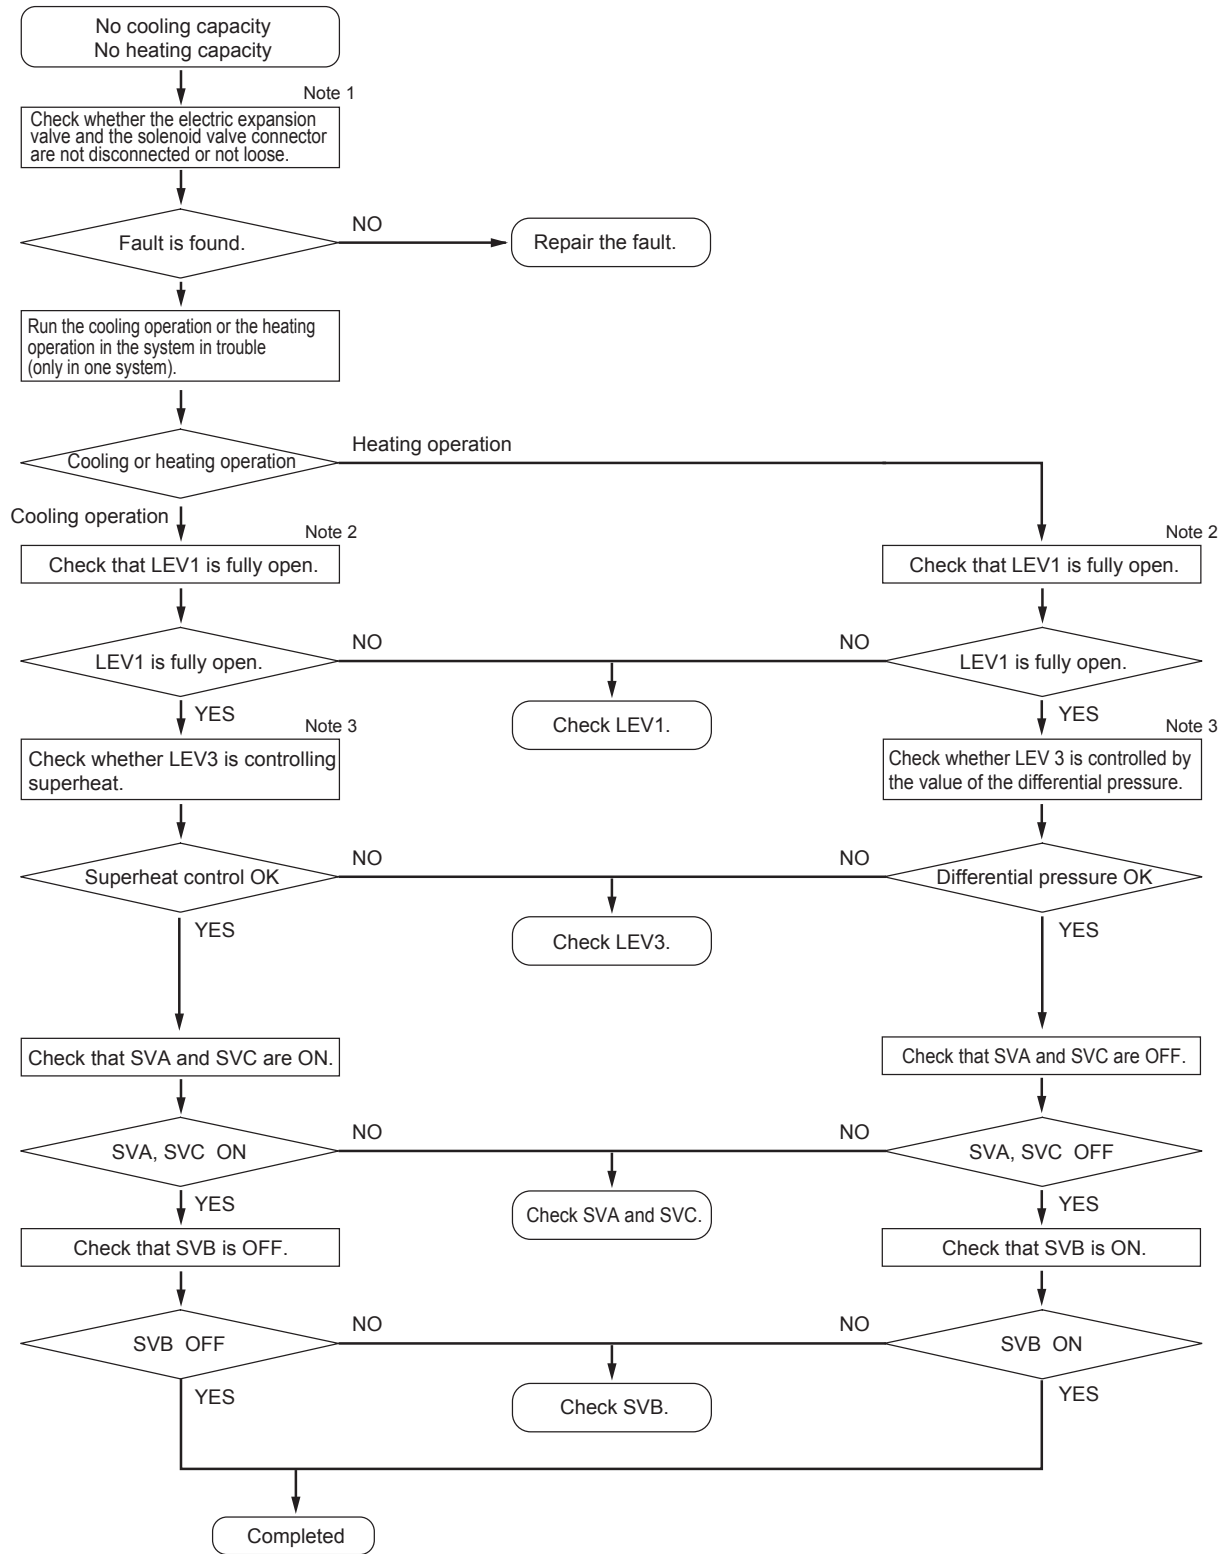 No cooling capacity
No heating capacity
Note 1
Check whether the electric expansion
valve and the solenoid valve connector
are not disconnected or not loose.
Fault is found.
NO
Repair the fault.
Run the cooling operation or the heating
operation in the system in trouble
(only in one system).
Cooling or heating operation
Heating operation
Cooling operation
Note 2
Note 2
Check that LEV1 is fully open.
Check that LEV1 is fully open.
LEV1 is fully open.
NO
NO
LEV1 is fully open.
Check LEV1.
YES
YES
Note 3
Note 3
Check whether LEV3 is controlling
superheat.
Check whether LEV 3 is controlled by
the value of the differential pressure.
Superheat control OK
NO
NO
Differential pressure OK
YES
YES
Check LEV3.
Check that SVA and SVC are ON.
Check that SVA and SVC are OFF.
SVA, SVC ON
NO
NO
SVA, SVC OFF
YES
YES
Check SVA and SVC.
Check that SVB is OFF.
Check that SVB is ON.
SVB OFF
NO
NO
SVB ON
YES
YES
Check SVB.
Completed